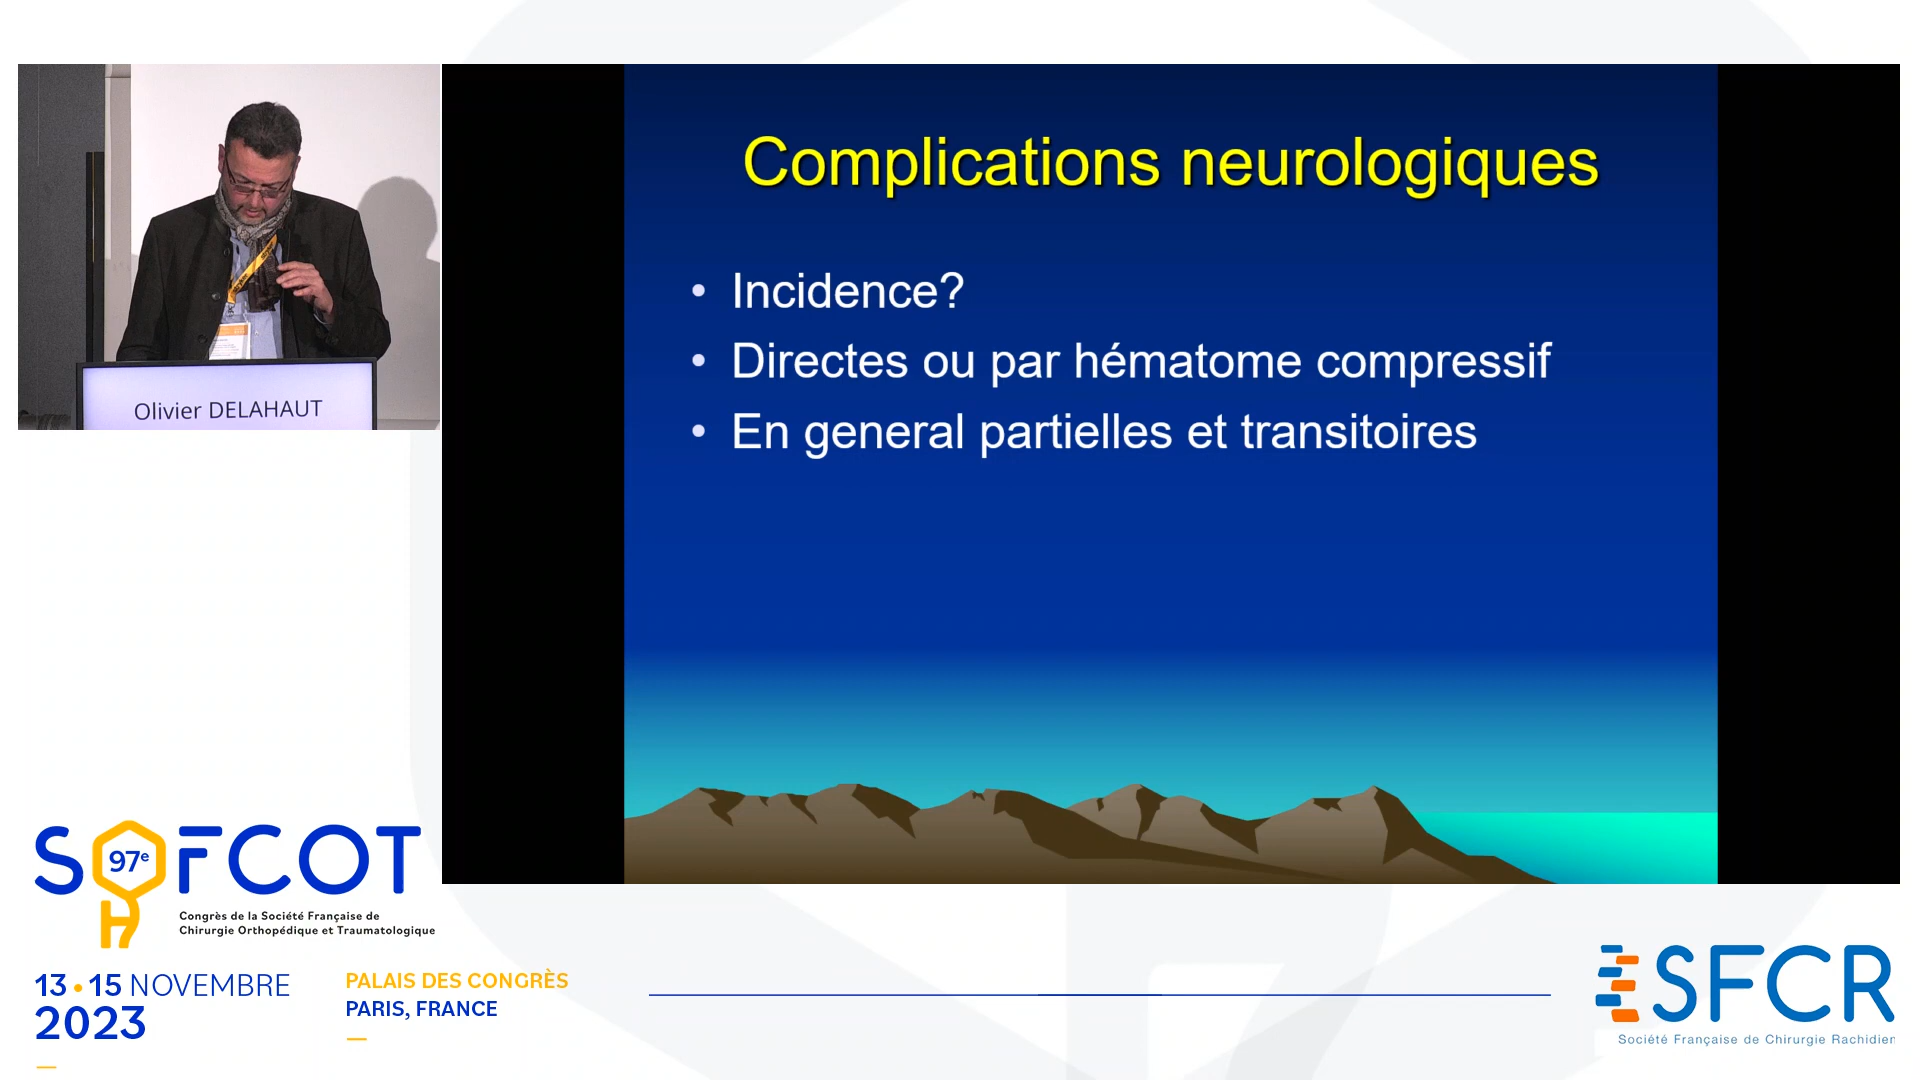 Complications neurologiques
• Incidence?
• Directes ou par hématome compressif
• En general partielles et transitoires
Olivier DELAHAUT
SOFCOT
97e
Congrès de la Société Française de
Chirurgie Orthopédique et Traumatologique
13•15 NOVEMBRE
2023
PALAIS DES CONGRÈS
PARIS, FRANCE
SFCR
Société Française de Chirurgie Rachidien